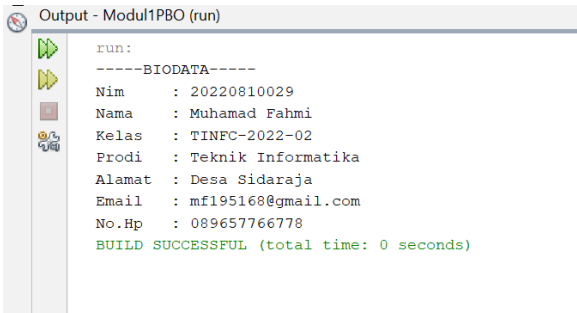 Output - Modul1PBO (run)
run:
-----BIODATA-----
Nim     : 20220810029
Nama    : Muhamad Fahmi
Kelas   : TINFC-2022-02
Prodi   : Teknik Informatika
Alamat  : Desa Sidaraja
Email   : mf195168@gmail.com
No.Hp   : 089657766778
BUILD SUCCESSFUL (total time: 0 seconds)